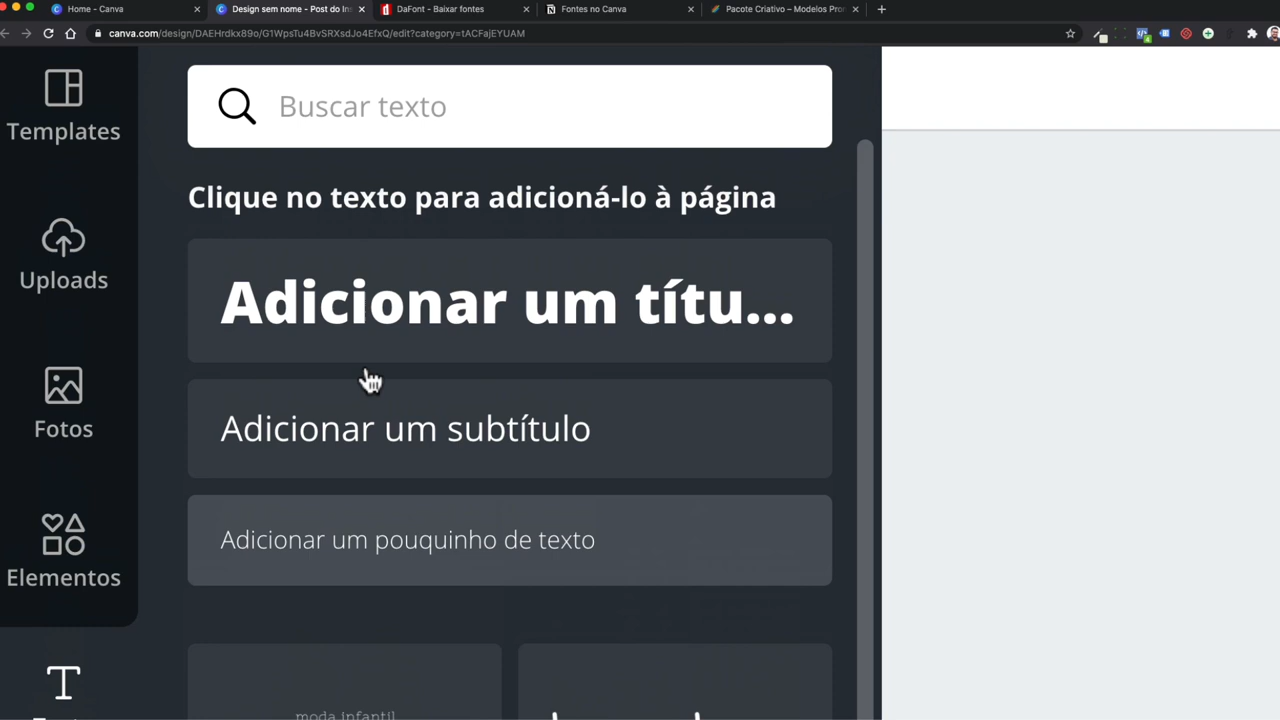 Home - Canva
Design sem nome - Post do Ins
DaFont - Baixar fontes
Fontes no Canva
Pacote Criativo – Modelos Pron
canva.com/design/DAEHrdkx89o/G1WpsTu4BvSRXsdJo4EfxQ/edit?category=tACFajEYUAM
Templates
Uploads
Fotos
Elementos
Buscar texto
Clique no texto para adicioná-lo à página
Adicionar um títu...
Adicionar um subtítulo
Adicionar um pouquinho de texto
moda infantil